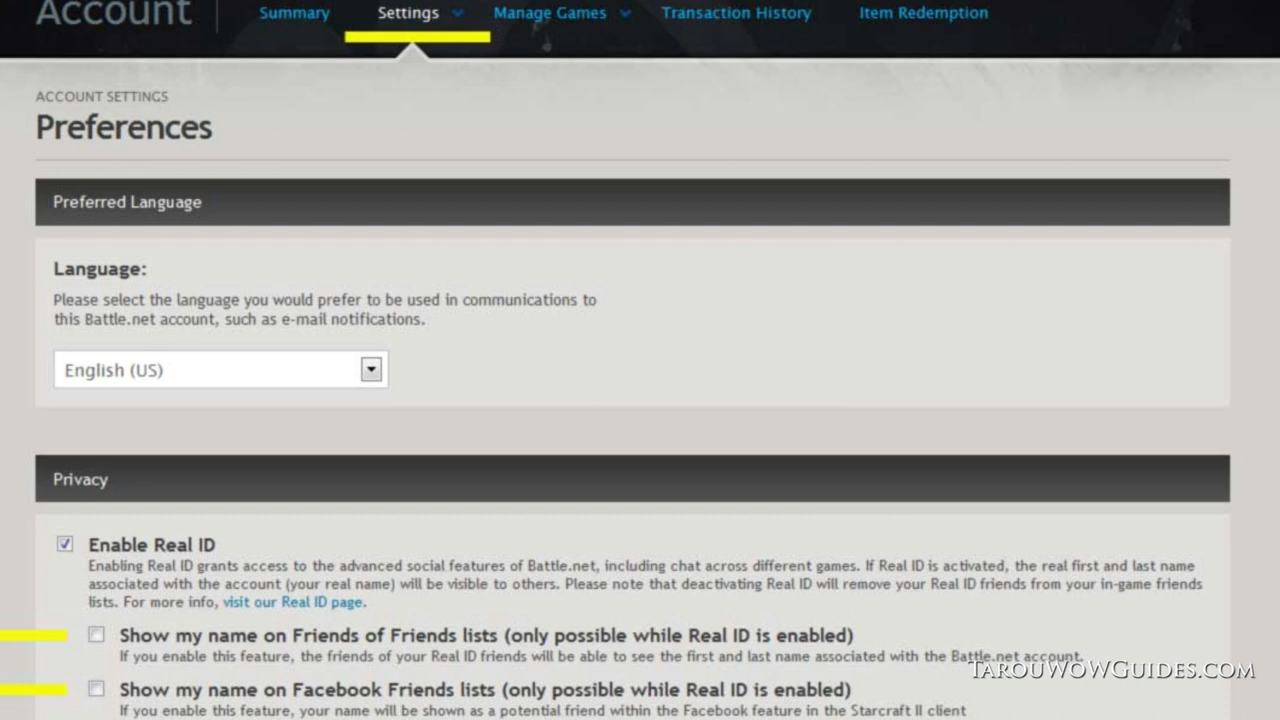 Account Summary Settings Manage Games Transaction History Item Redemption
ACCOUNT SETTINGS
Preferences
Preferred Language
Language:
Please select the language you would prefer to be used in communications to
this Battle.net account, such as e-mail notifications.
English (US)
Privacy
Enable Real ID
Enabling Real ID grants access to the advanced social features of Battle.net, including chat across different games. If Real ID is activated, the real first and last name
associated with the account (your real name) will be visible to others. Please note that deactivating Real ID will remove your Real ID friends from your in-game friends
lists. For more info, visit our Real ID page.
Show my name on Friends of Friends lists (only possible while Real ID is enabled)
If you enable this feature, the friends of your Real ID friends will be able to see the first and last name associated with the Battle.net account.
TAROUWOWGUIDES.COM
Show my name on Facebook Friends lists (only possible while Real ID is enabled)
If you enable this feature, your name will be shown as a potential friend within the Facebook feature in the Starcraft II client